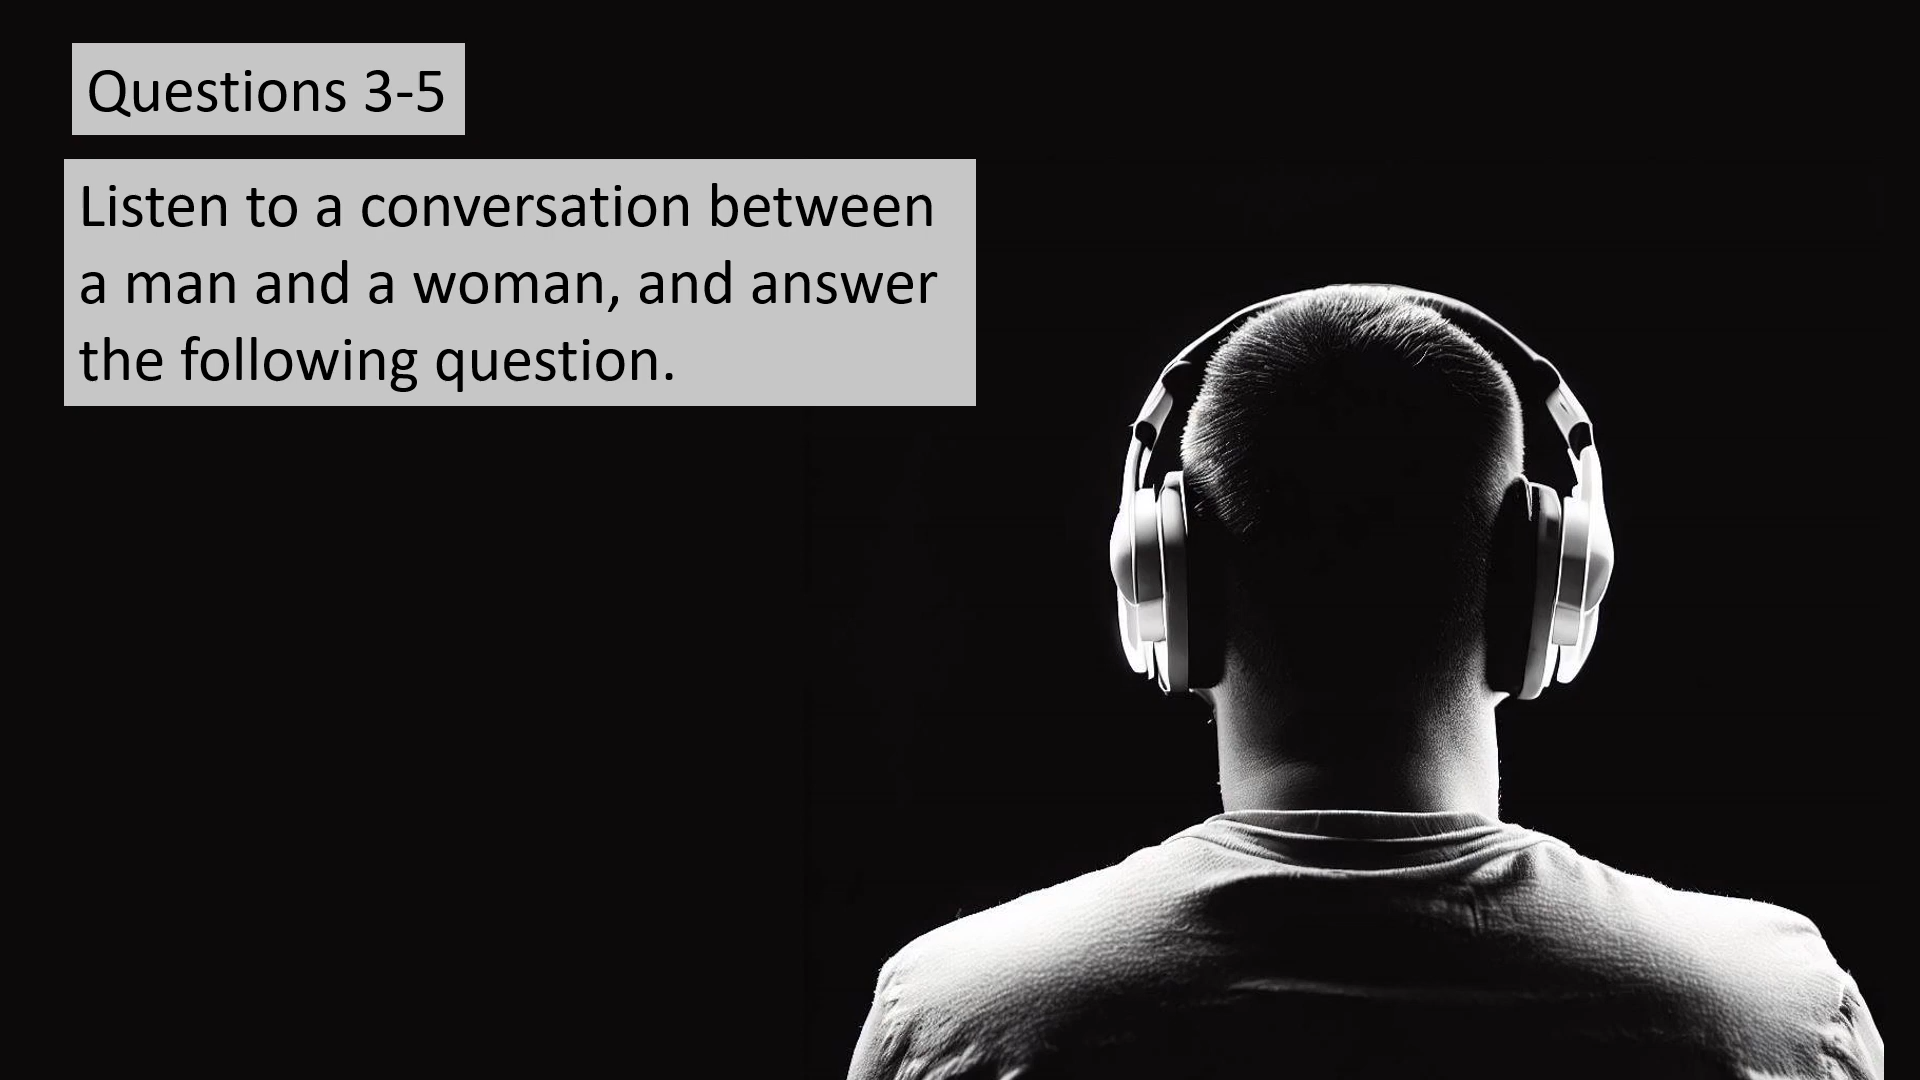 Questions 3-5
Listen to a conversation between
a man and a woman, and answer
the following question.